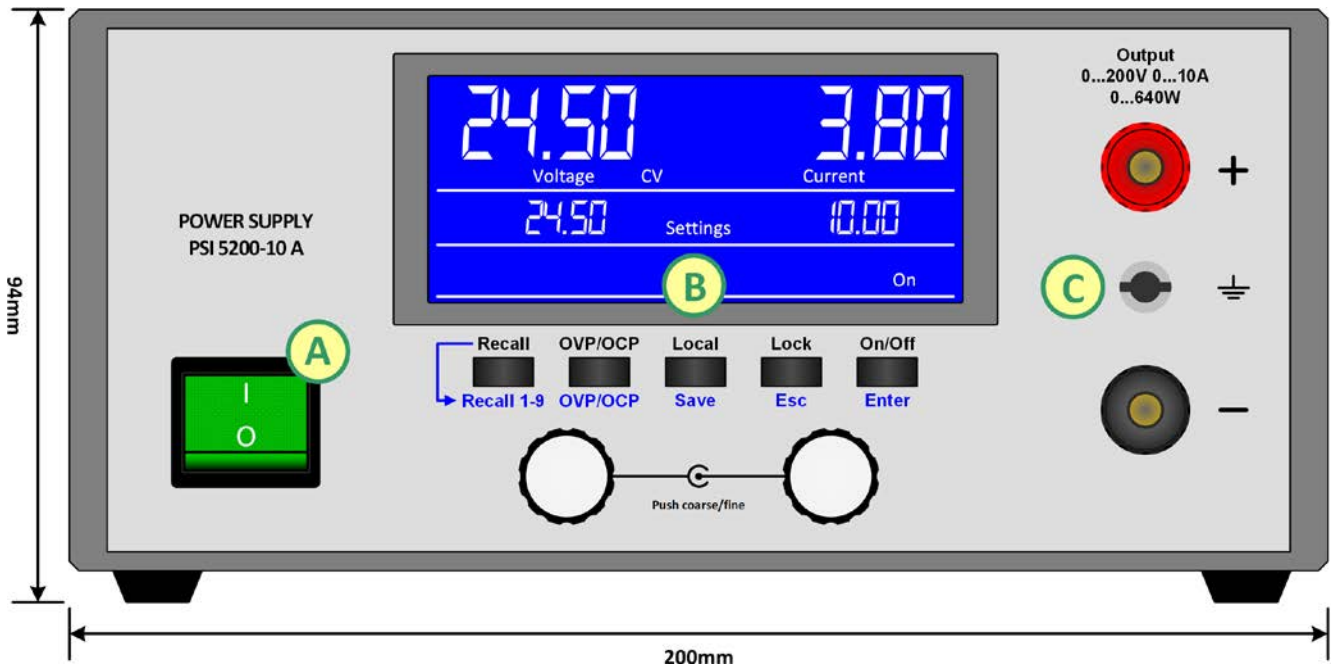 94mm
POWER SUPPLY
PSI 5200-10 A
A
24.50 3.80
Voltage CV Current
24.50 Settings 10.00
B On
Recall OVP/OCP Local Lock On/Off
Recall 1-9 OVP/OCP Save Esc Enter
Push coarse/fine
I
O
Output
0...200V 0...10A
0...640W
+
C
−
200mm